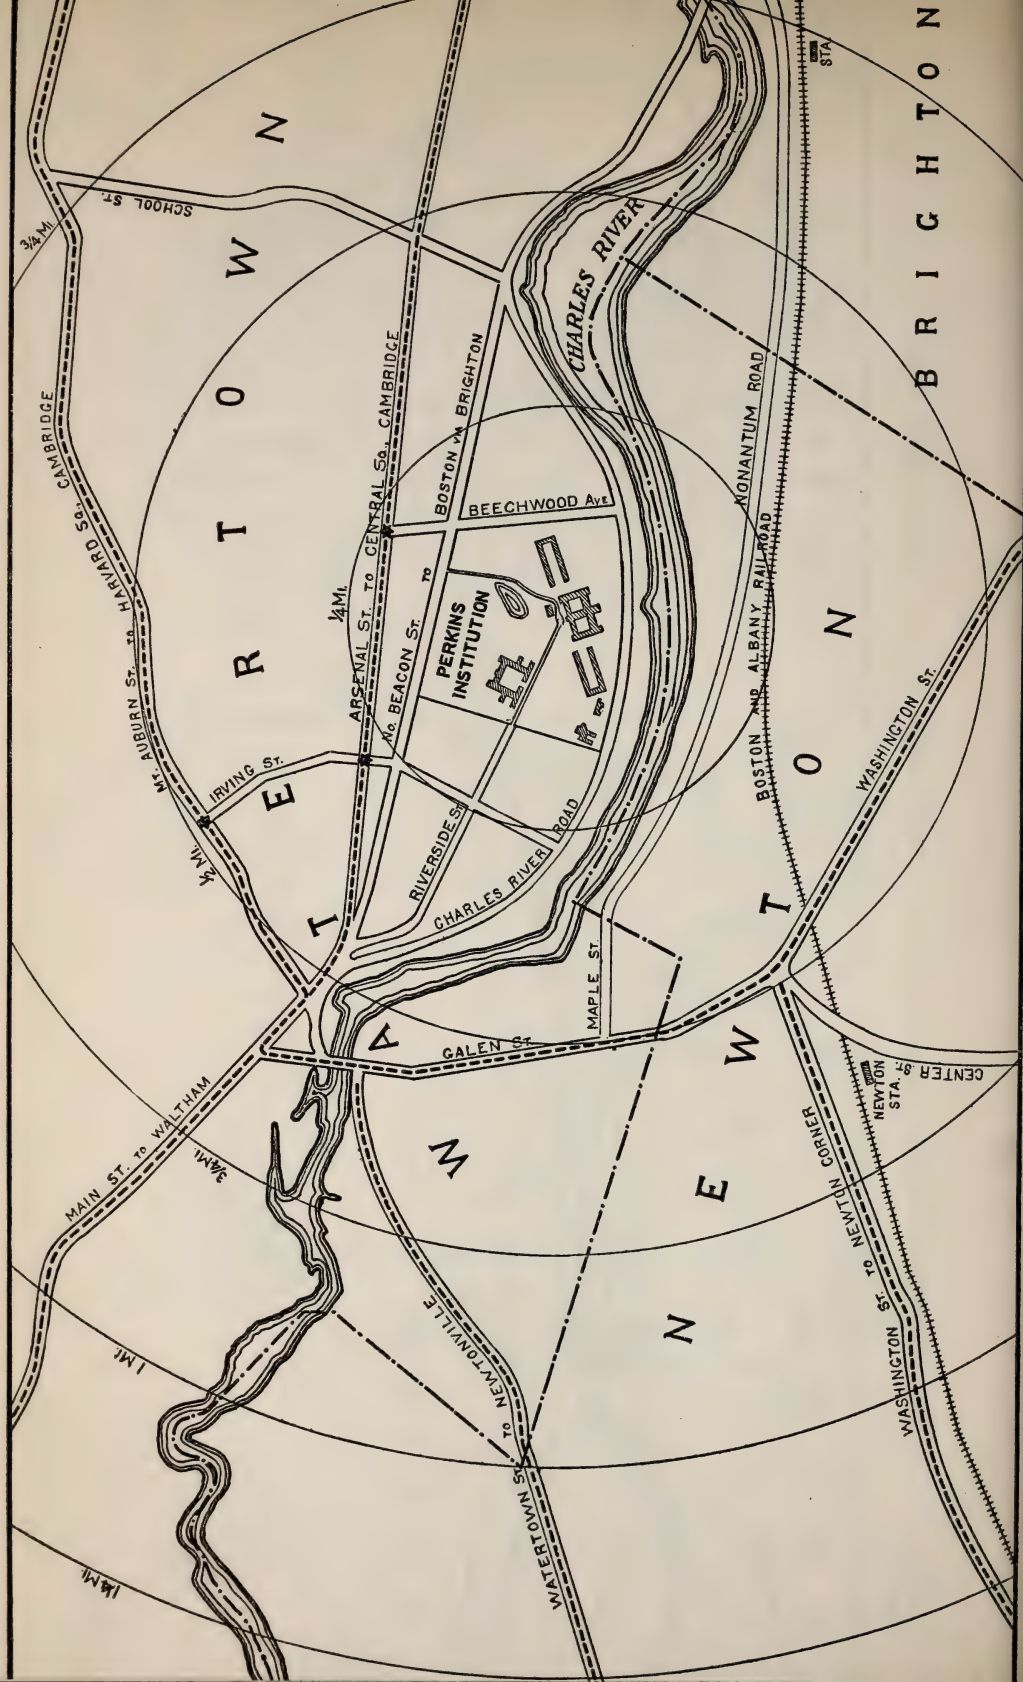 WATERTOWN
NEWTON
BRIGHTON
STA.
SCHOOL ST.
3/4 MI.
CHARLES RIVER
MT. AUBURN ST. TO HARVARD SQ., CAMBRIDGE
ARSENAL ST. TO CENTRAL SQ., CAMBRIDGE
No. BEACON ST. TO BOSTON VIA BRIGHTON
BEECHWOOD AVE.
NONANTUM ROAD
BOSTON AND ALBANY RAILROAD
1/4 MI.
PERKINS
INSTITUTION
IRVING ST.
1/2 MI.
RIVERSIDE ST.
CHARLES RIVER ROAD
WASHINGTON ST.
MAPLE ST.
GALEN ST.
CENTER ST.
NEWTON
STA.
MAIN ST. TO WALTHAM
3/4 MI.
WATERTOWN ST. TO NEWTONVILLE
WASHINGTON ST. TO NEWTON CORNER
1 MI.
1 1/4 MI.